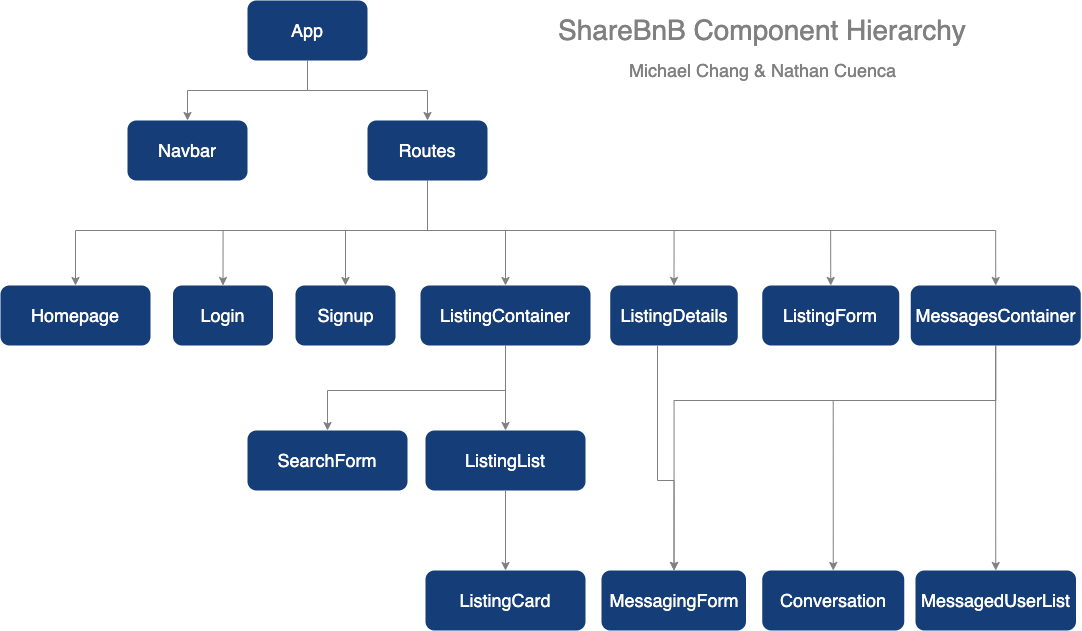 App
ShareBnB Component Hierarchy
Michael Chang & Nathan Cuenca
Navbar
Routes
Homepage
Login
Signup
ListingContainer
ListingDetails
ListingForm
MessagesContainer
SearchForm
ListingList
ListingCard
MessagingForm
Conversation
MessagedUserList